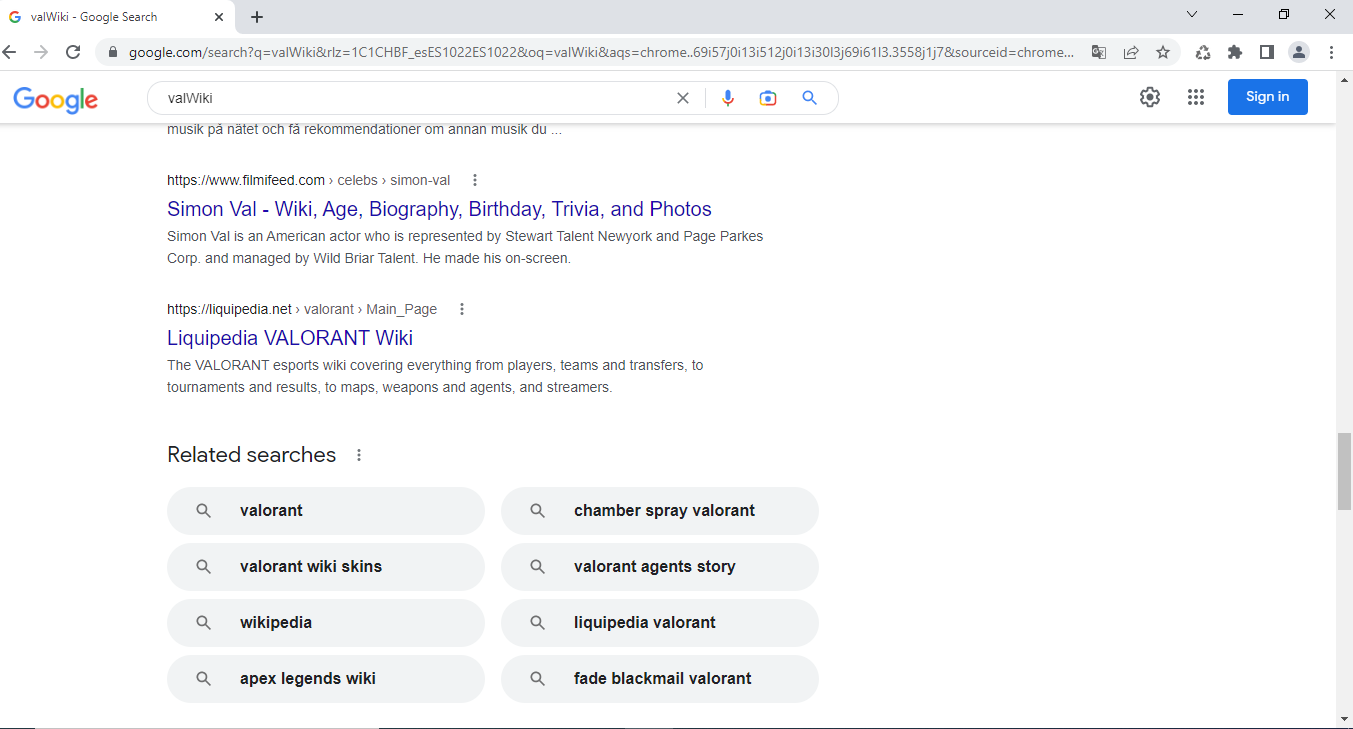 valWiki - Google Search
google.com/search?q=valWiki&rlz=1C1CHBF_esES1022ES1022&oq=valWiki&aqs=chrome..69i57j0i13i512j0i13i30l3j69i61l3.3558j1j7&sourceid=chrome...
Google
valWiki
Sign in
musik på nätet och få rekommendationer om annan musik du ...
https://www.filmifeed.com › celebs › simon-val
Simon Val - Wiki, Age, Biography, Birthday, Trivia, and Photos
Simon Val is an American actor who is represented by Stewart Talent Newyork and Page Parkes
Corp. and managed by Wild Briar Talent. He made his on-screen.
https://liquipedia.net › valorant › Main_Page
Liquipedia VALORANT Wiki
The VALORANT esports wiki covering everything from players, teams and transfers, to
tournaments and results, to maps, weapons and agents, and streamers.
Related searches
valorant
chamber spray valorant
valorant wiki skins
valorant agents story
wikipedia
liquipedia valorant
apex legends wiki
fade blackmail valorant